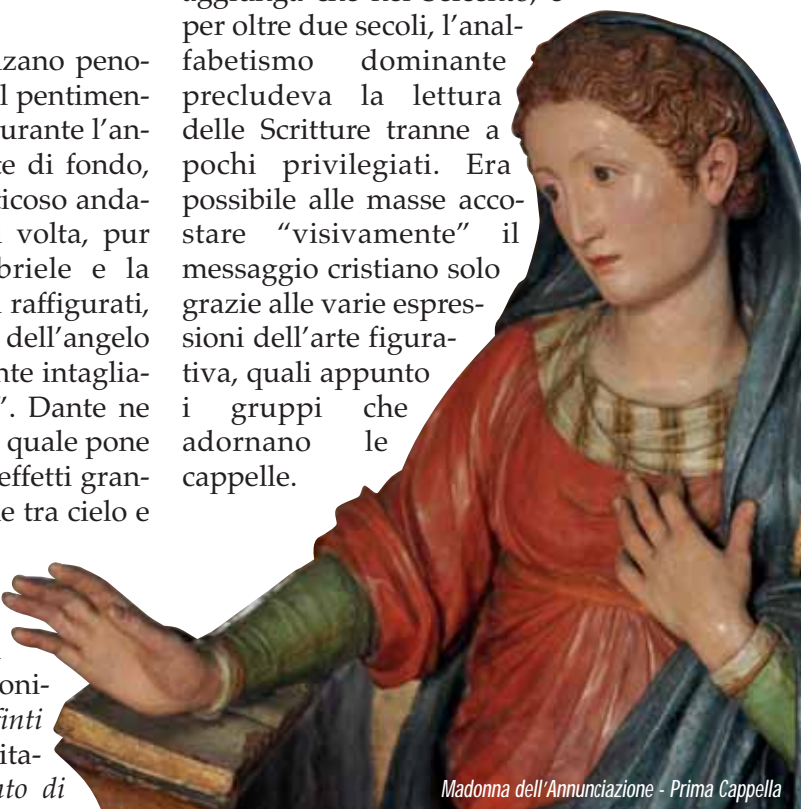 zano peno-
l pentimen-
urante l'an-
e di fondo,
ticoso anda-
volta, pur
briele e la
raffigurati,
dell'angelo
nte intaglia-
”. Dante ne
quale pone
effetti gran-
e tra cielo e
oni-
finti
ita-
to di
aggiunga che nel Seicento, e
per oltre due secoli, l'anal-
fabetismo dominante
precludeva la lettura
delle Scritture tranne a
pochi privilegiati. Era
possibile alle masse acco-
stare “visivamente” il
messaggio cristiano solo
grazie alle varie espres-
sioni dell'arte figura-
tiva, quali appunto
i gruppi che
adornano le
cappelle.
Madonna dell'Annunciazione - Prima Cappella